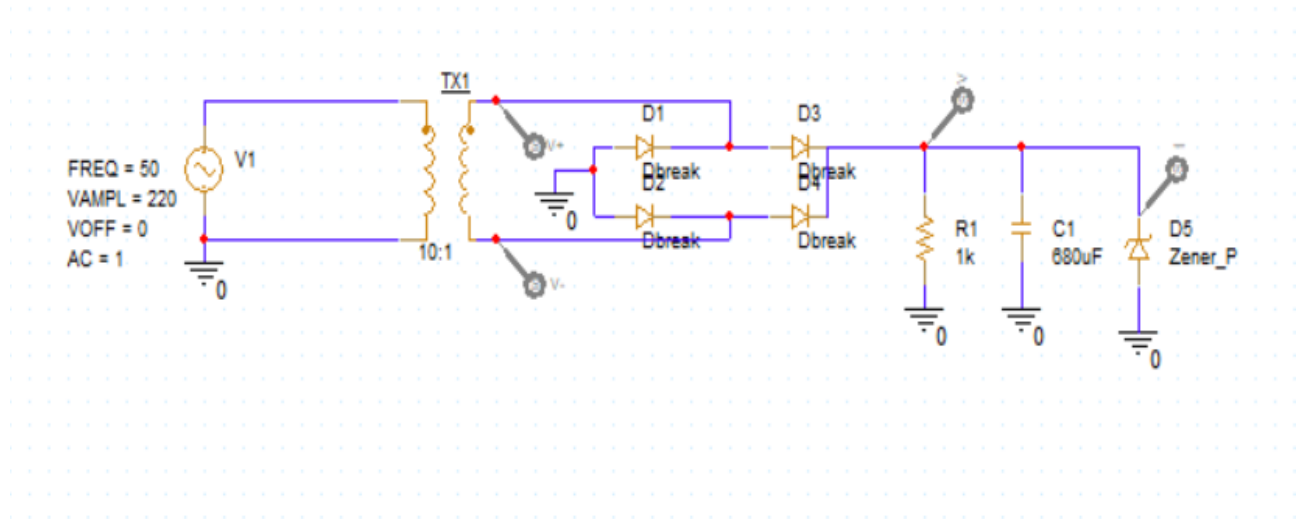 TX1
V1
FREQ = 50
VAMPL = 220
VOFF = 0
AC = 1
0
10:1
V+
V-
0
D1
Dbreak
D2
Dbreak
D3
Dbreak
D4
Dbreak
V
R1
1k
0
C1
680uF
0
I
D5
Zener_P
0